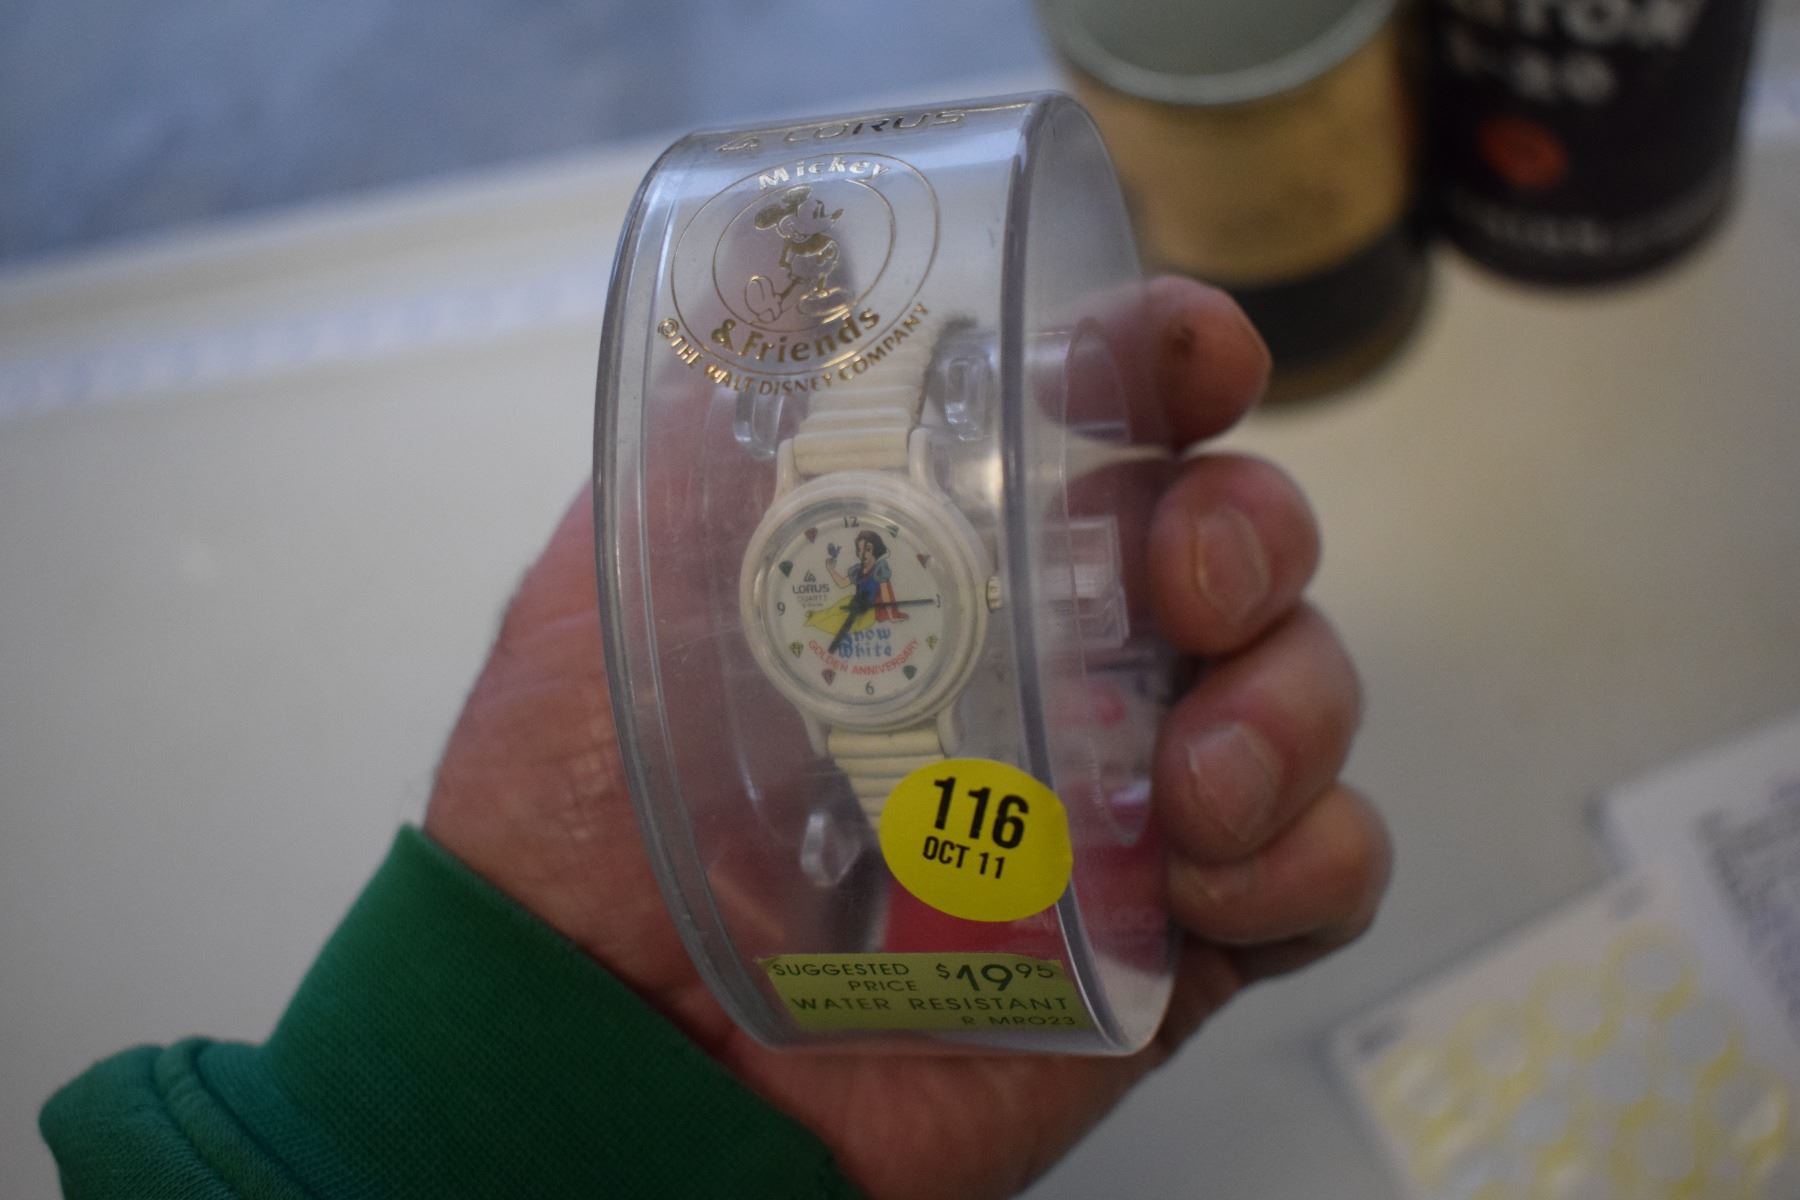 LORUS
Mickey
& Friends
© THE WALT DISNEY COMPANY
12
3
6
9
LORUS
QUARTZ
Snow
White
GOLDEN ANNIVERSARY
116
OCT 11
SUGGESTED
PRICE
$19.95
WATER RESISTANT
R MRO23